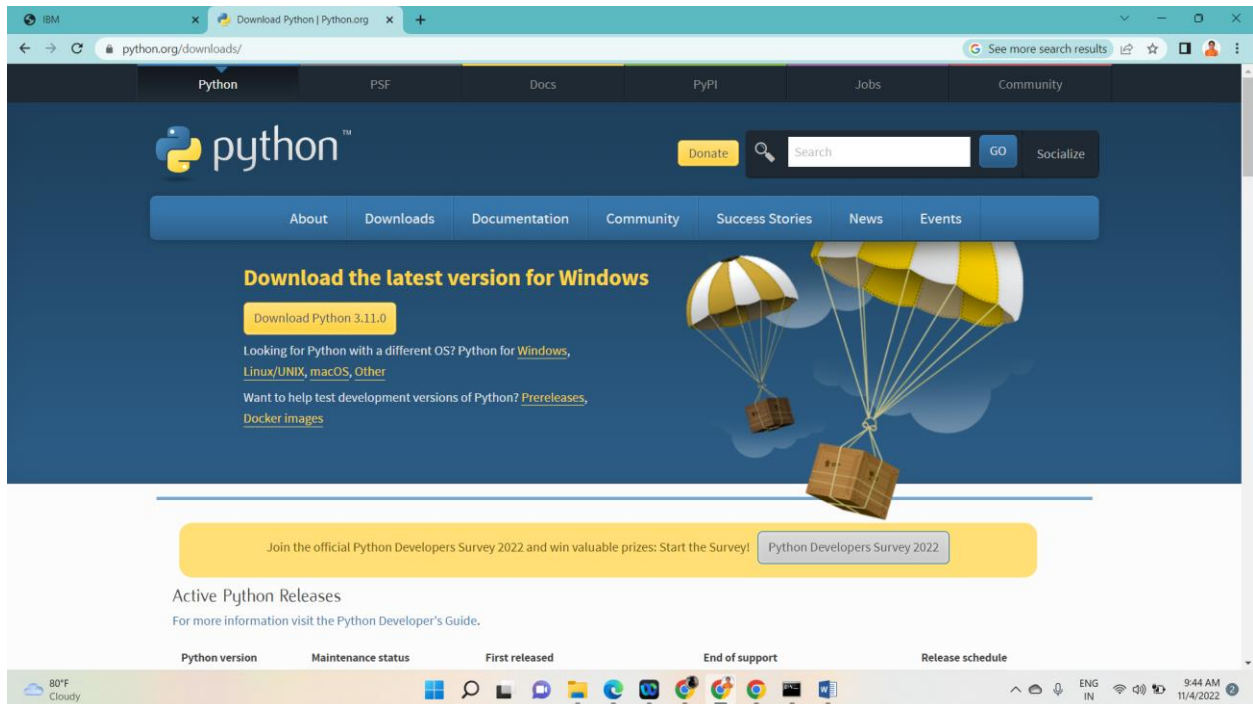 IBM
Download Python | Python.org
python.org/downloads/
See more search results
Python PSF Docs PyPI Jobs Community
python™
Donate Search GO Socialize
About Downloads Documentation Community Success Stories News Events
Download the latest version for Windows
Download Python 3.11.0
Looking for Python with a different OS? Python for Windows,
Linux/UNIX, macOS, Other
Want to help test development versions of Python? Prereleases,
Docker images
Join the official Python Developers Survey 2022 and win valuable prizes: Start the Survey! Python Developers Survey 2022
Active Python Releases
For more information visit the Python Developer's Guide.
Python version Maintenance status First released End of support Release schedule
80°F
Cloudy
ENG
IN
9:44 AM
11/4/2022
2